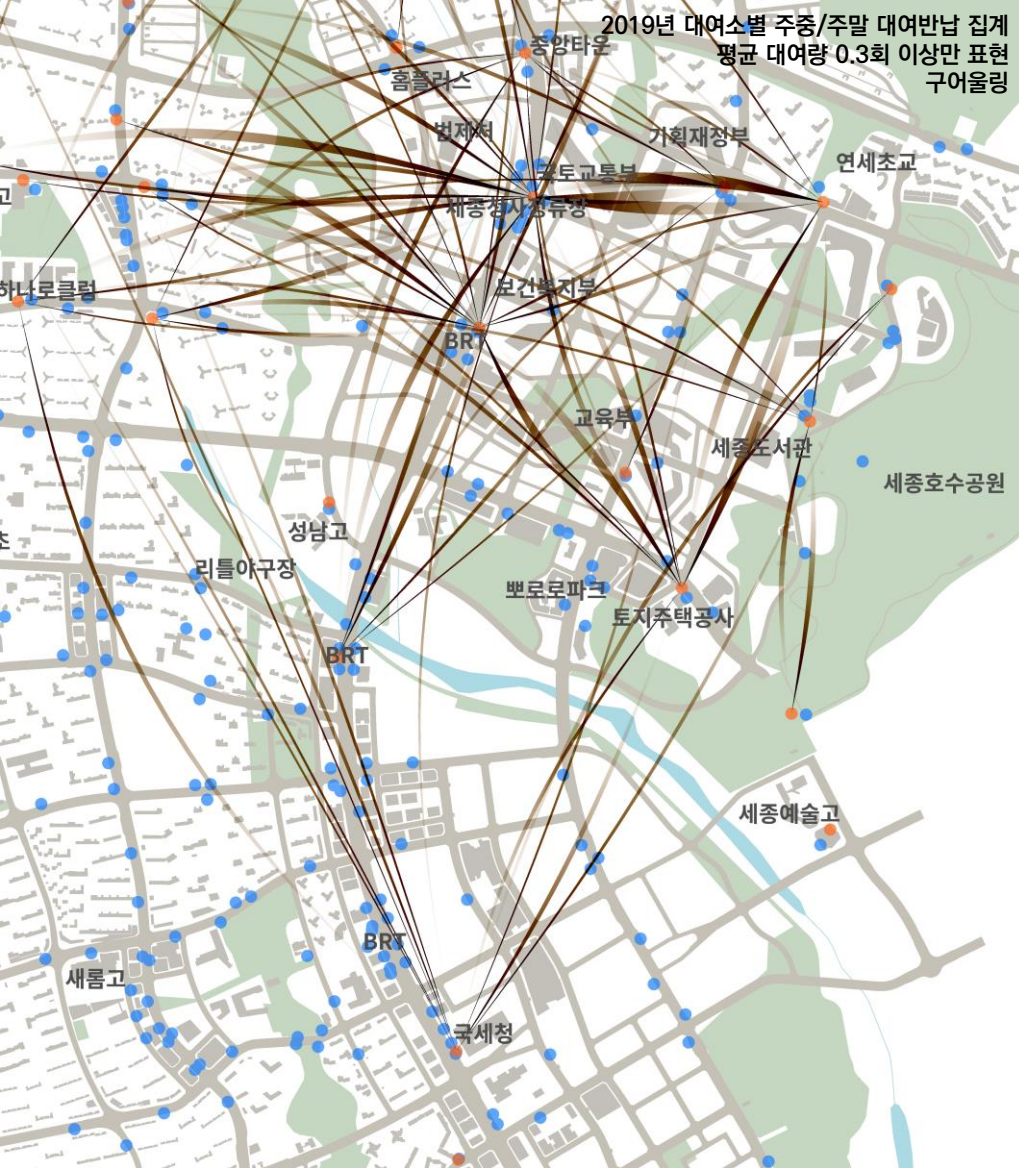 2019년 대여소별 주중/주말 대여반납 집계
평균 대여량 0.3회 이상만 표현
구어울링
중앙타운
홈플러스
법제처
기획재정부
연세초교
국토교통부
고
세종청사정류장
하나로클럽
보건복지부
BRT
교육부
세종도서관
세종호수공원
성남고
초
리틀야구장
뽀로로파크
토지주택공사
BRT
세종예술고
BRT
새롬고
국세청